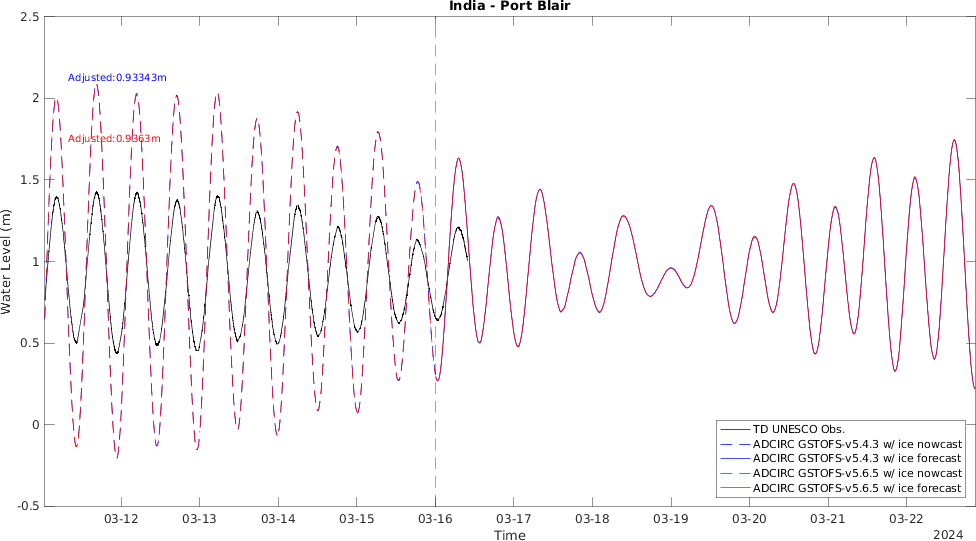 India - Port Blair
2.5
2
1.5
1
0.5
0
-0.5
Water Level (m)
Adjusted:0.93343m
Adjusted:0.9363m
TD UNESCO Obs.
ADCIRC GSTOFS-v5.4.3 w/ ice nowcast
ADCIRC GSTOFS-v5.4.3 w/ ice forecast
ADCIRC GSTOFS-v5.6.5 w/ ice nowcast
ADCIRC GSTOFS-v5.6.5 w/ ice forecast
03-12 03-13 03-14 03-15 03-16 03-17 03-18 03-19 03-20 03-21 03-22
Time
2024